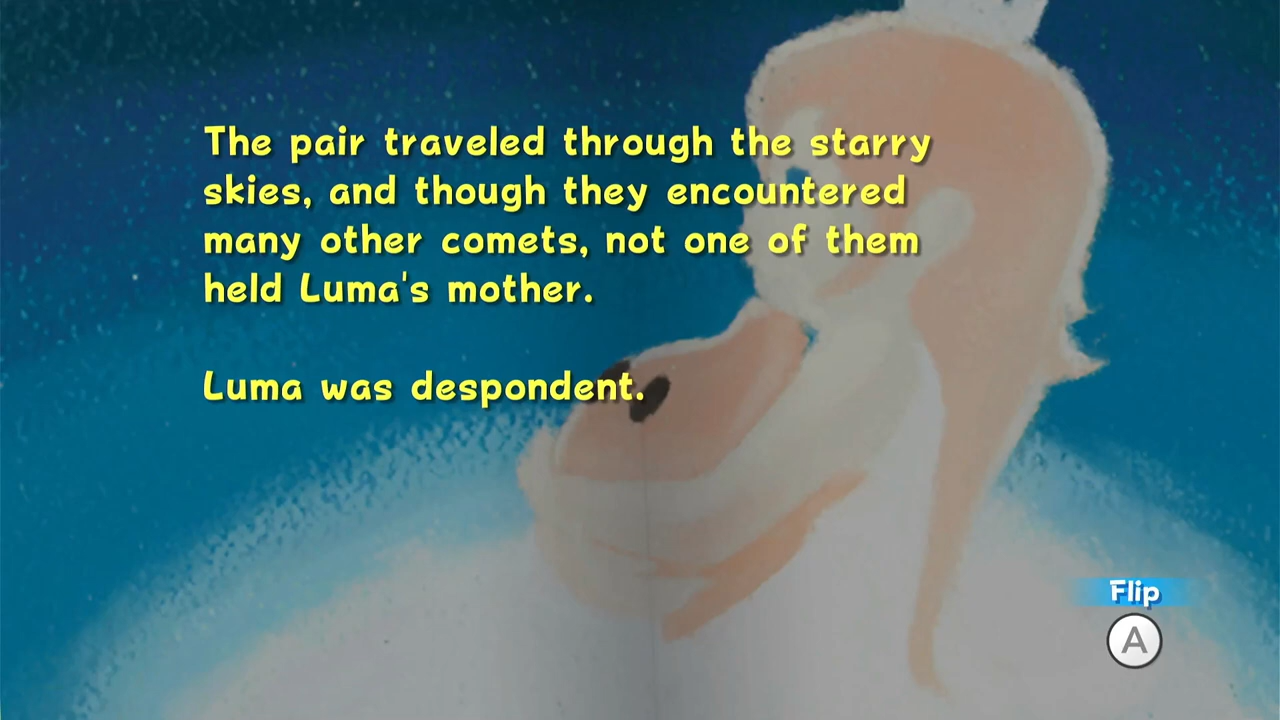 The pair traveled through the starry
skies, and though they encountered
many other comets, not one of them
held Luma's mother.
Luma was despondent.
Flip
A